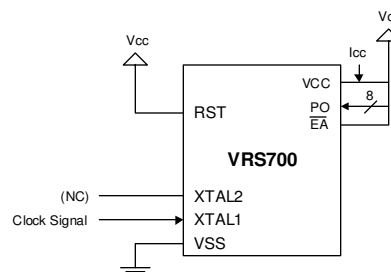 Vcc
Vc
Icc
VCC
8
RST
PO
EA
VRS700
(NC)
XTAL2
Clock Signal
XTAL1
VSS